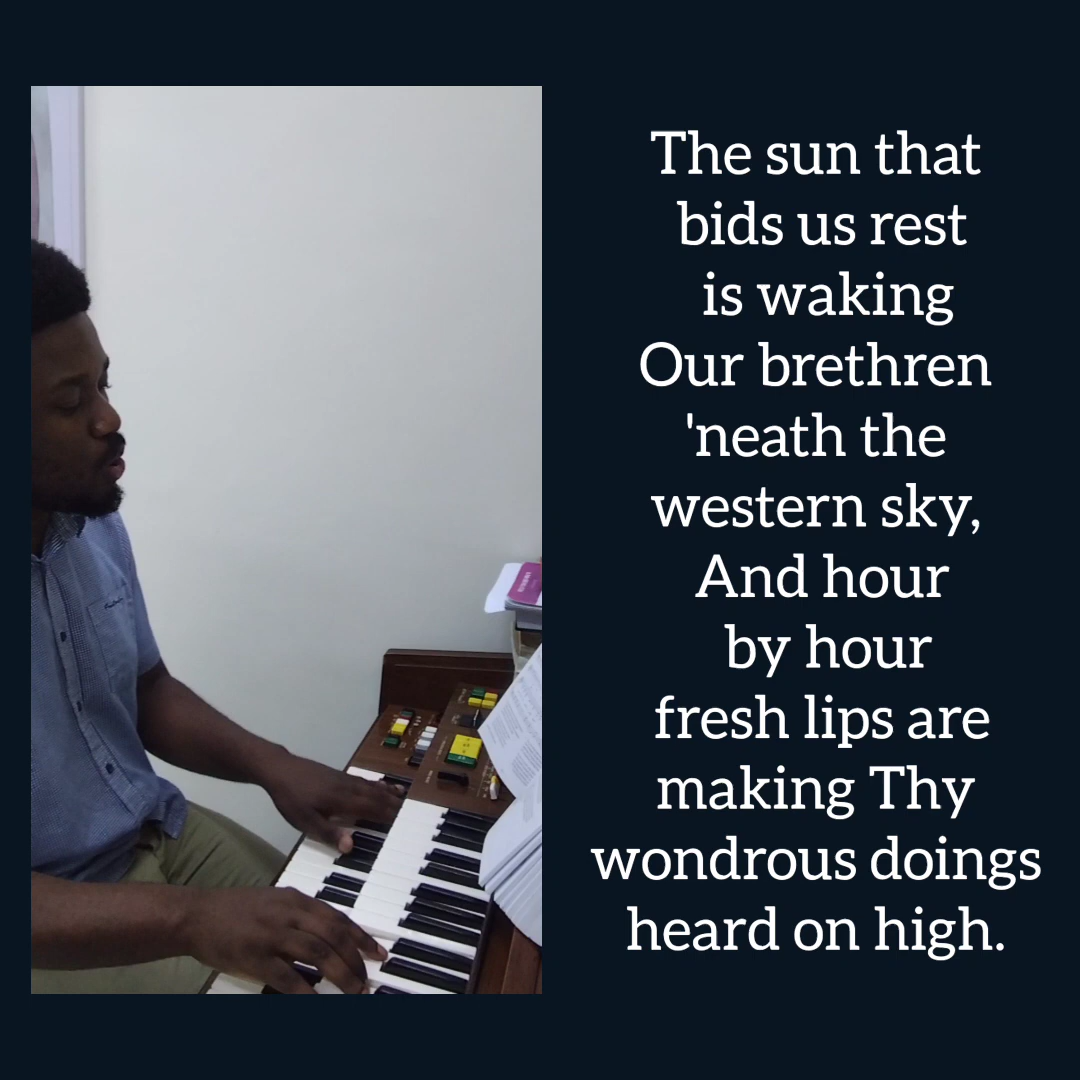 The sun that
bids us rest
is waking
Our brethren
'neath the
western sky,
And hour
by hour
fresh lips are
making Thy
wondrous doings
heard on high.